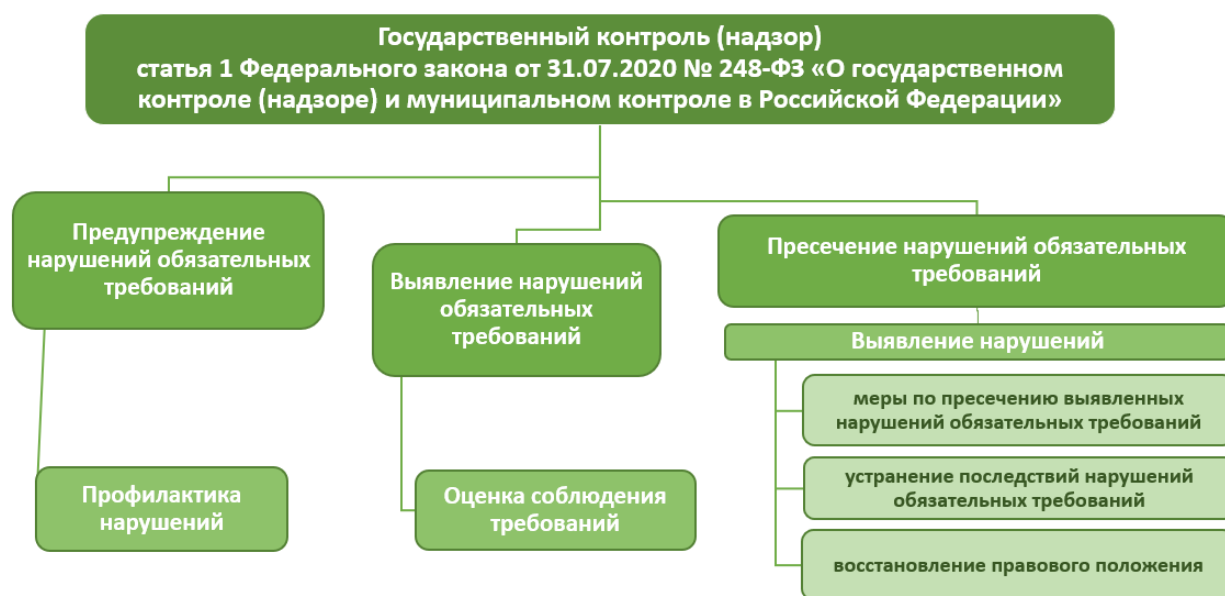 Государственный контроль (надзор)
статья 1 Федерального закона от 31.07.2020 № 248-ФЗ «О государственном
контроле (надзоре) и муниципальном контроле в Российской Федерации»
Предупреждение
нарушений обязательных
требований
Профилактика
нарушений
Выявление нарушений
обязательных
требований
Оценка соблюдения
требований
Пресечение нарушений обязательных
требований
Выявление нарушений
меры по пресечению выявленных
нарушений обязательных требований
устранение последствий нарушений
обязательных требований
восстановление правового положения